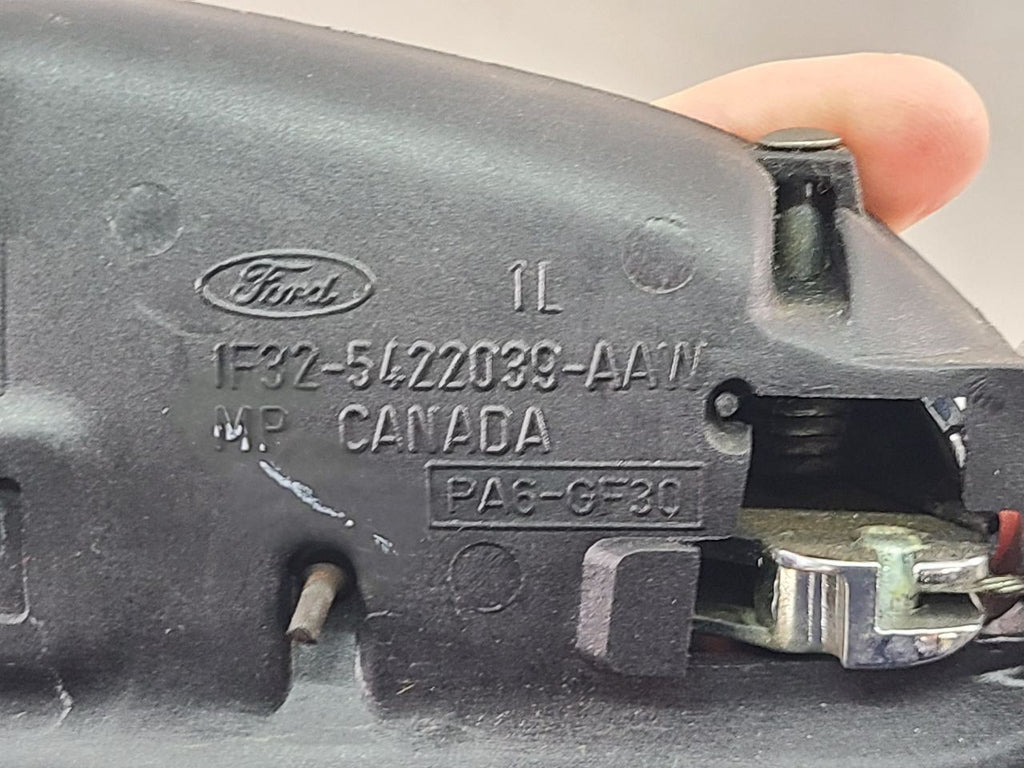 Ford
1L
1F32-5422039-AAW
MP CANADA
PA6-GF30